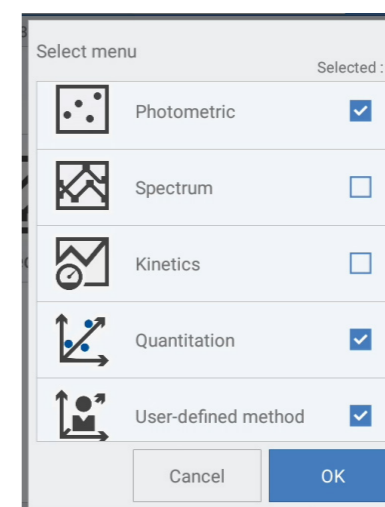 Select menu
Selected :
Photometric
Spectrum
Kinetics
Quantitation
User-defined method
Cancel
OK